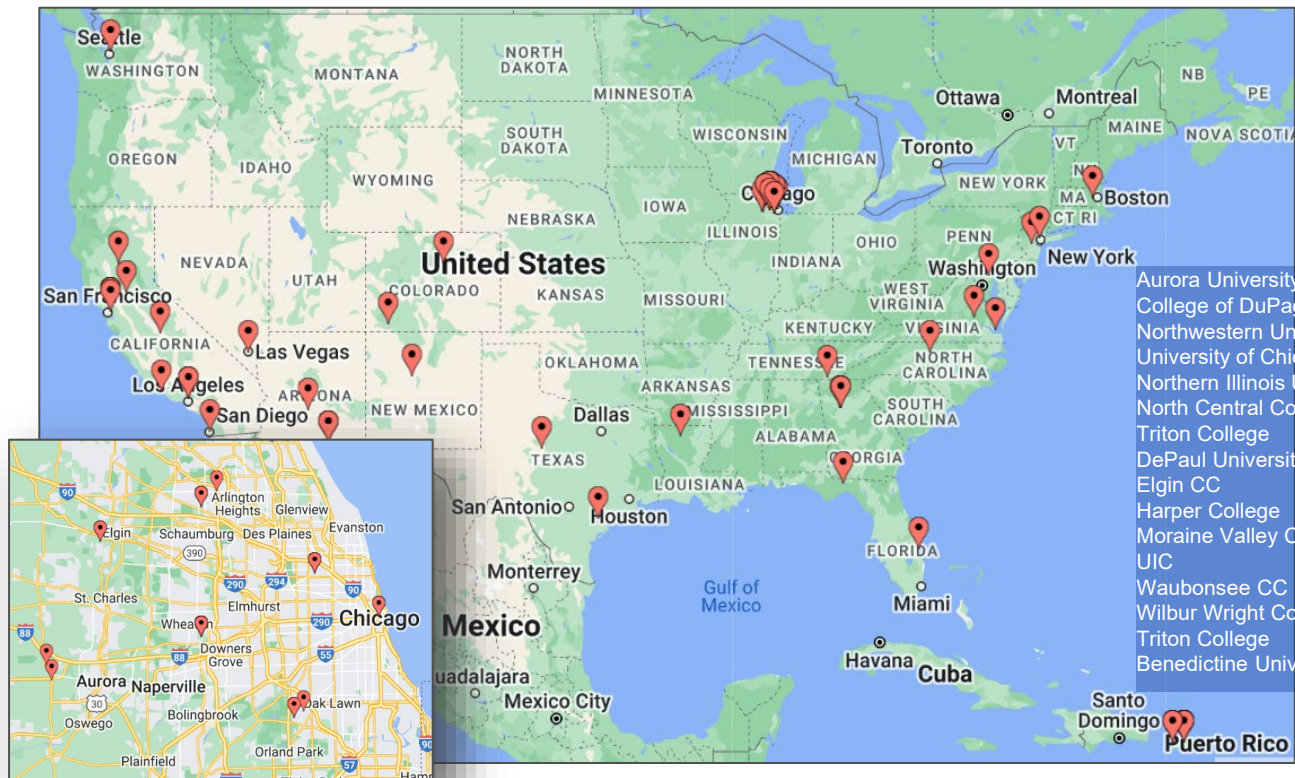 Seattle
WASHINGTON
MONTANA
NORTH
DAKOTA
MINNESOTA
Ottawa
Montreal
NB
PE
MAINE
NOVA SCOTIA
VT
OREGON
IDAHO
SOUTH
DAKOTA
WISCONSIN
MICHIGAN
Toronto
WYOMING
NEW YORK
MA
Boston
CT RI
IOWA
NEBRASKA
ILLINOIS
INDIANA
OHIO
PENN
New York
NEVADA
UTAH
United States
COLORADO
KANSAS
MISSOURI
Washington
WEST
VIRGINIA
San Francisco
CALIFORNIA
Las Vegas
KENTUCKY
VIRGINIA
Los Angeles
ARIZONA
NEW MEXICO
OKLAHOMA
ARKANSAS
TENNESSEE
NORTH
CAROLINA
San Diego
Dallas
MISSISSIPPI
SOUTH
CAROLINA
ALABAMA
GEORGIA
TEXAS
LOUISIANA
San Antonio
Houston
FLORIDA
Monterrey
Gulf of
Mexico
Miami
Mexico
Havana
Cuba
uadalajara
Mexico City
Santo
Domingo
Puerto Rico
Aurora University
College of DuPag
Northwestern Un
University of Chi
Northern Illinois U
North Central Co
Triton College
DePaul Universit
Elgin CC
Harper College
Moraine Valley C
UIC
Waubonsee CC
Wilbur Wright Co
Triton College
Benedictine Univ
90
Arlington
Heights
Glenview
Elgin
Schaumburg
Des Plaines
Evanston
390
290
294
90
St. Charles
Elmhurst
Chicago
Wheaton
290
88
Downers
Grove
88
55
Aurora
Naperville
30
Oswego
Bolingbrook
Oak Lawn
Orland Park
90
Plainfield
57